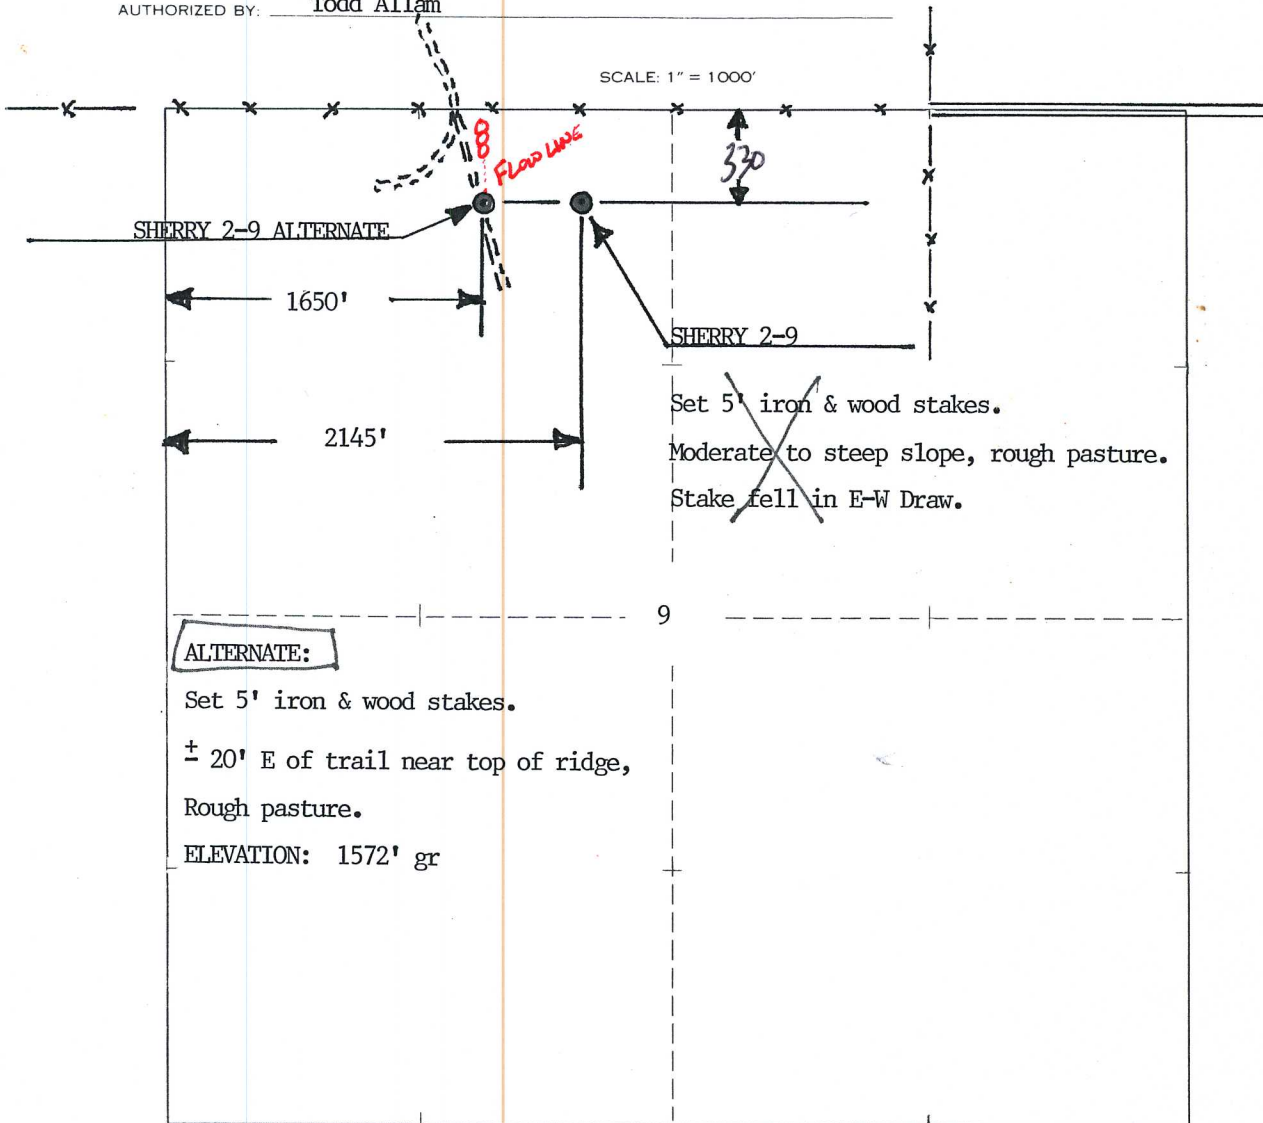 AUTHORIZED BY: Todd Allam
SCALE: 1" = 1000'
FLOW LINE
330
SHERRY 2-9 ALTERNATE
1650'
SHERRY 2-9
2145'
Set 5' iron & wood stakes.
Moderate to steep slope, rough pasture.
Stake fell in E-W Draw.
9
ALTERNATE:
Set 5' iron & wood stakes.
± 20' E of trail near top of ridge,
Rough pasture.
ELEVATION: 1572' gr